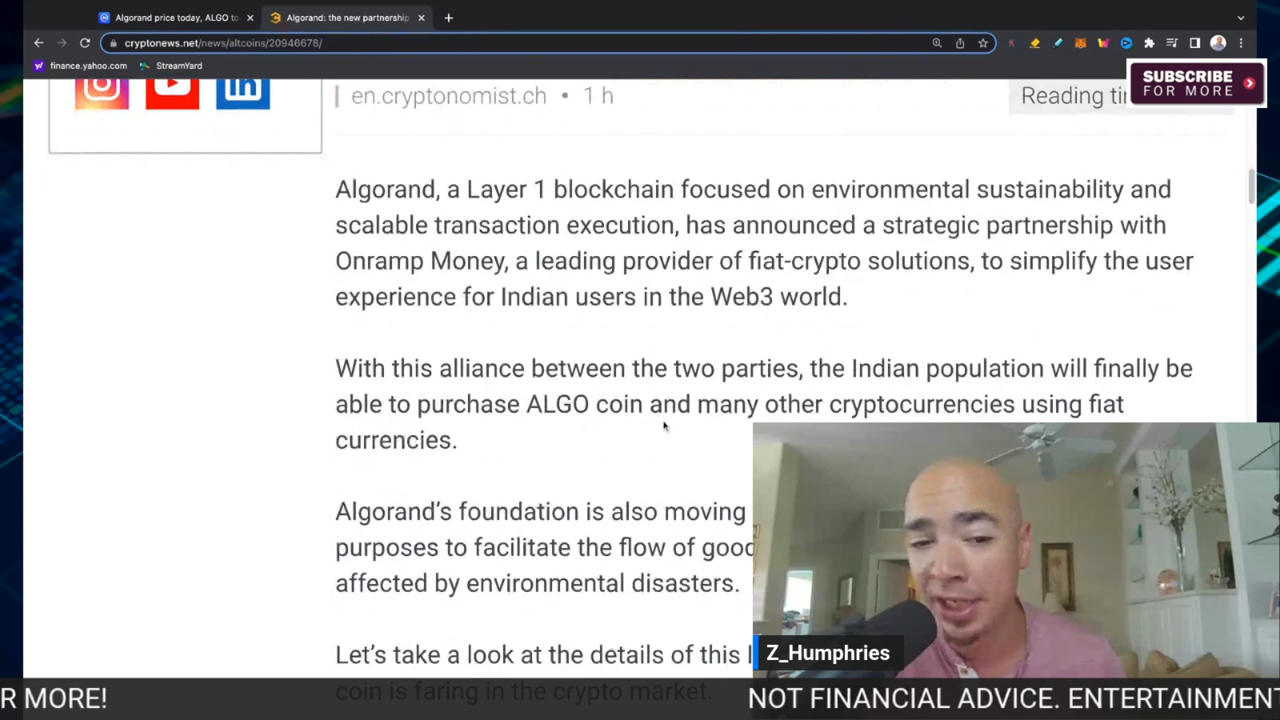 Algorand price today, ALGO to
Algorand: the new partnership
cryptonews.net/news/altcoins/20946678/
finance.yahoo.com
StreamYard
SUBSCRIBE
FOR MORE
en.cryptonomist.ch • 1 h
Reading
Algorand, a Layer 1 blockchain focused on environmental sustainability and
scalable transaction execution, has announced a strategic partnership with
Onramp Money, a leading provider of fiat-crypto solutions, to simplify the user
experience for Indian users in the Web3 world.
With this alliance between the two parties, the Indian population will finally be
able to purchase ALGO coin and many other cryptocurrencies using fiat
currencies.
Algorand’s foundation is also moving
purposes to facilitate the flow of
affected by environmental disasters.
Let’s take a look at the details of this
coin is faring in the crypto market.
Z_Humphries
R MORE!
NOT FINANCIAL ADVICE. ENTERTAINMENT